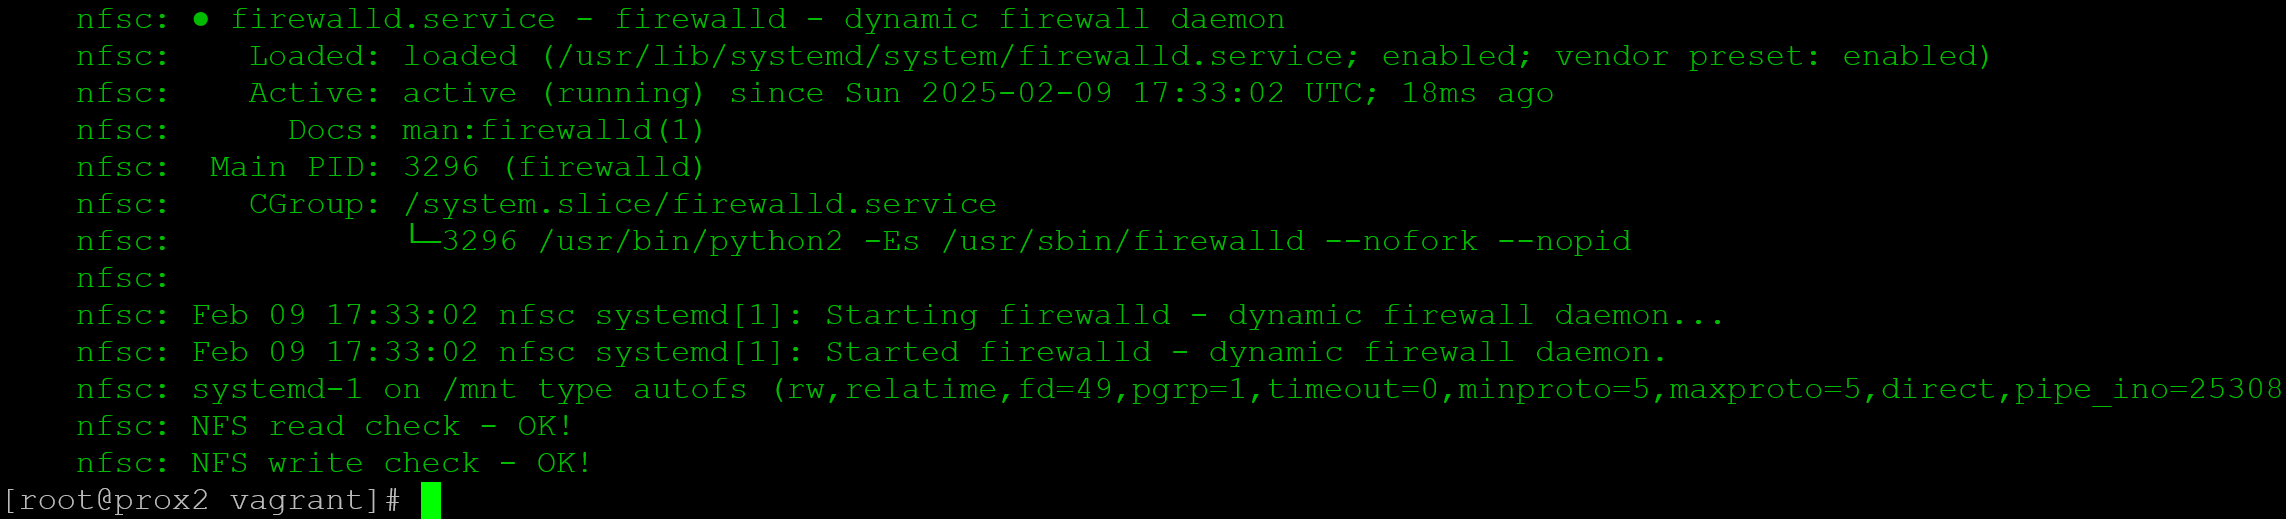 nfsc: ● firewalld.service - firewalld - dynamic firewall daemon
nfsc:    Loaded: loaded (/usr/lib/systemd/system/firewalld.service; enabled; vendor preset: enabled)
nfsc:    Active: active (running) since Sun 2025-02-09 17:33:02 UTC; 18ms ago
nfsc:      Docs: man:firewalld(1)
nfsc:  Main PID: 3296 (firewalld)
nfsc:    CGroup: /system.slice/firewalld.service
nfsc:            └─3296 /usr/bin/python2 -Es /usr/sbin/firewalld --nofork --nopid
nfsc:
nfsc: Feb 09 17:33:02 nfsc systemd[1]: Starting firewalld - dynamic firewall daemon...
nfsc: Feb 09 17:33:02 nfsc systemd[1]: Started firewalld - dynamic firewall daemon.
nfsc: systemd-1 on /mnt type autofs (rw,relatime,fd=49,pgrp=1,timeout=0,minproto=5,maxproto=5,direct,pipe_ino=25308
nfsc: NFS read check - OK!
nfsc: NFS write check - OK!
[root@prox2 vagrant]#